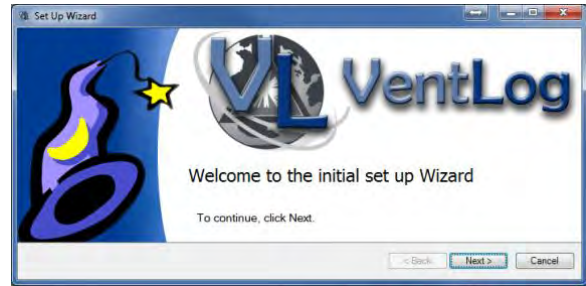 Set Up Wizard
VL VentLog
Welcome to the initial set up Wizard
To continue, click Next.
< Back Next > Cancel